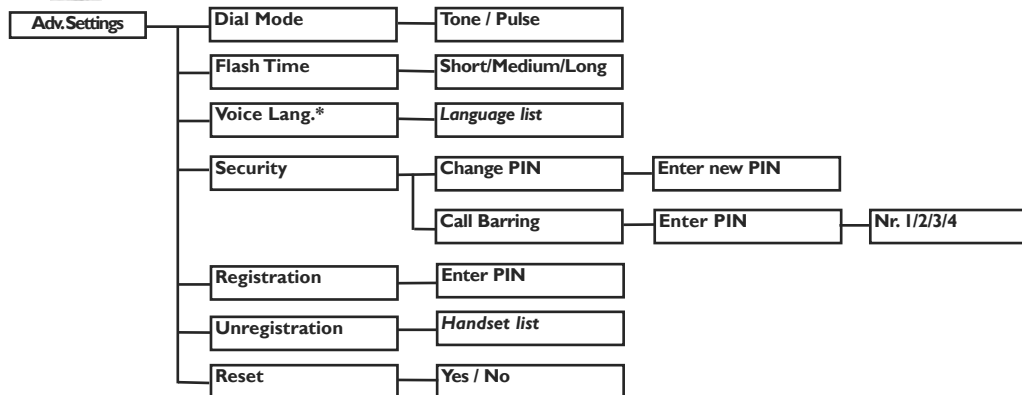 Adv. Settings
Dial Mode
Tone / Pulse
Flash Time
Short/Medium/Long
Voice Lang.*
Language list
Security
Change PIN
Enter new PIN
Call Barring
Enter PIN
Nr. 1/2/3/4
Registration
Enter PIN
Unregistration
Handset list
Reset
Yes / No